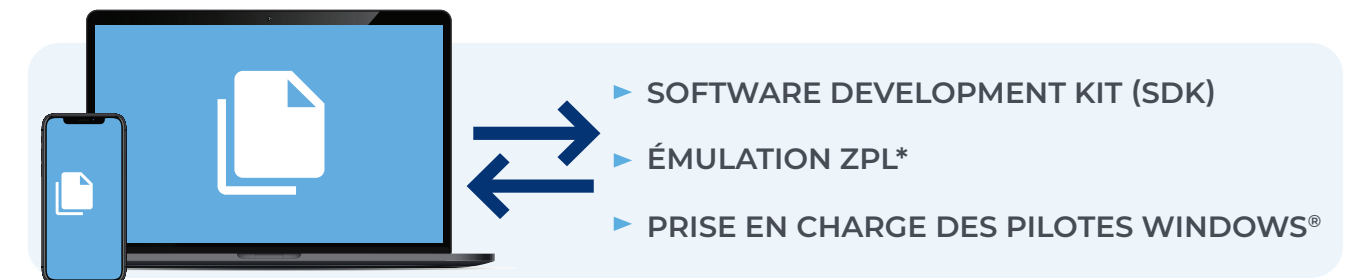 SOFTWARE DEVELOPMENT KIT (SDK)
ÉMULATION ZPL*
PRISE EN CHARGE DES PILOTES WINDOWS®